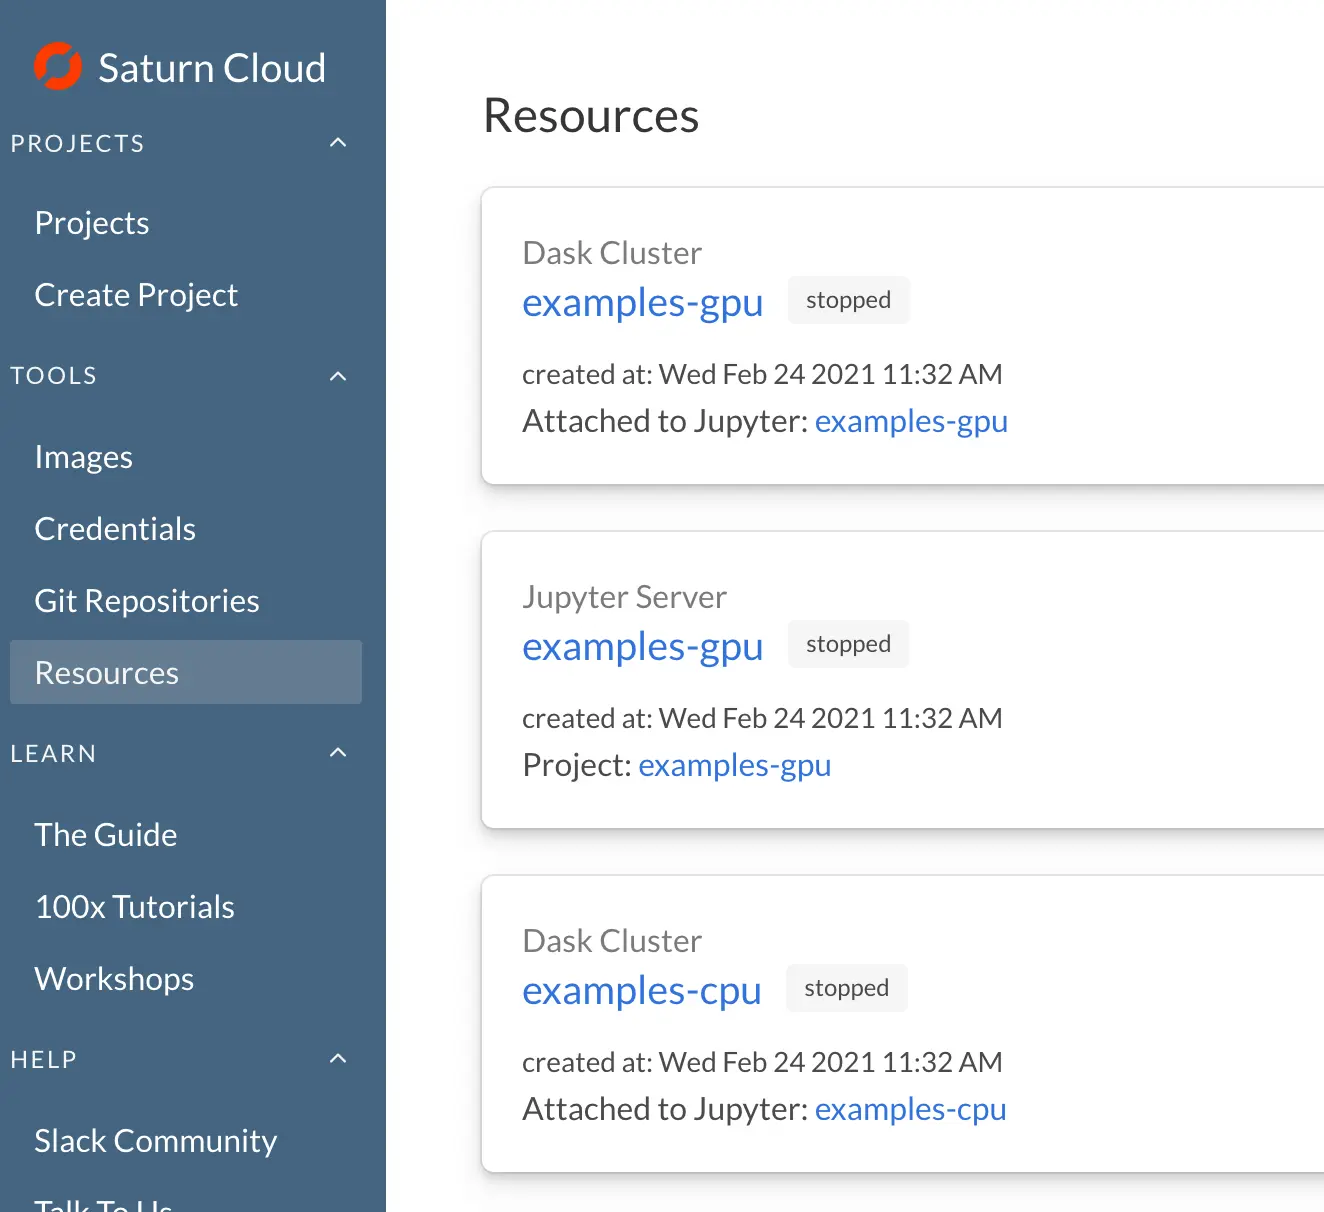 Saturn Cloud
PROJECTS
Projects
Create Project
TOOLS
Images
Credentials
Git Repositories
Resources
LEARN
The Guide
100x Tutorials
Workshops
HELP
Slack Community
Talk To Us
Resources
Dask Cluster
examples-gpu stopped
created at: Wed Feb 24 2021 11:32 AM
Attached to Jupyter: examples-gpu
Jupyter Server
examples-gpu stopped
created at: Wed Feb 24 2021 11:32 AM
Project: examples-gpu
Dask Cluster
examples-cpu stopped
created at: Wed Feb 24 2021 11:32 AM
Attached to Jupyter: examples-cpu